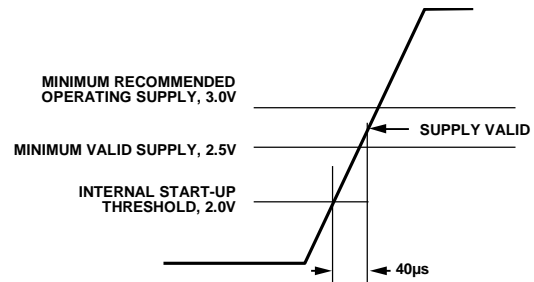 MINIMUM RECOMMENDED
OPERATING SUPPLY, 3.0V
SUPPLY VALID
MINIMUM VALID SUPPLY, 2.5V
INTERNAL START-UP
THRESHOLD, 2.0V
40µs